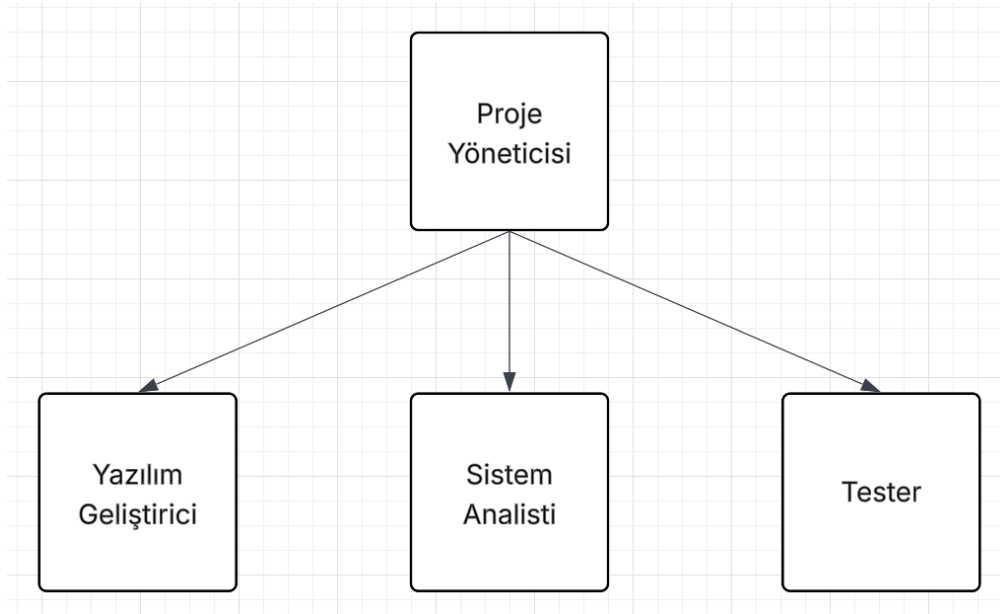 Proje
Yöneticisi
Yazılım
Geliştirici
Sistem
Analisti
Tester